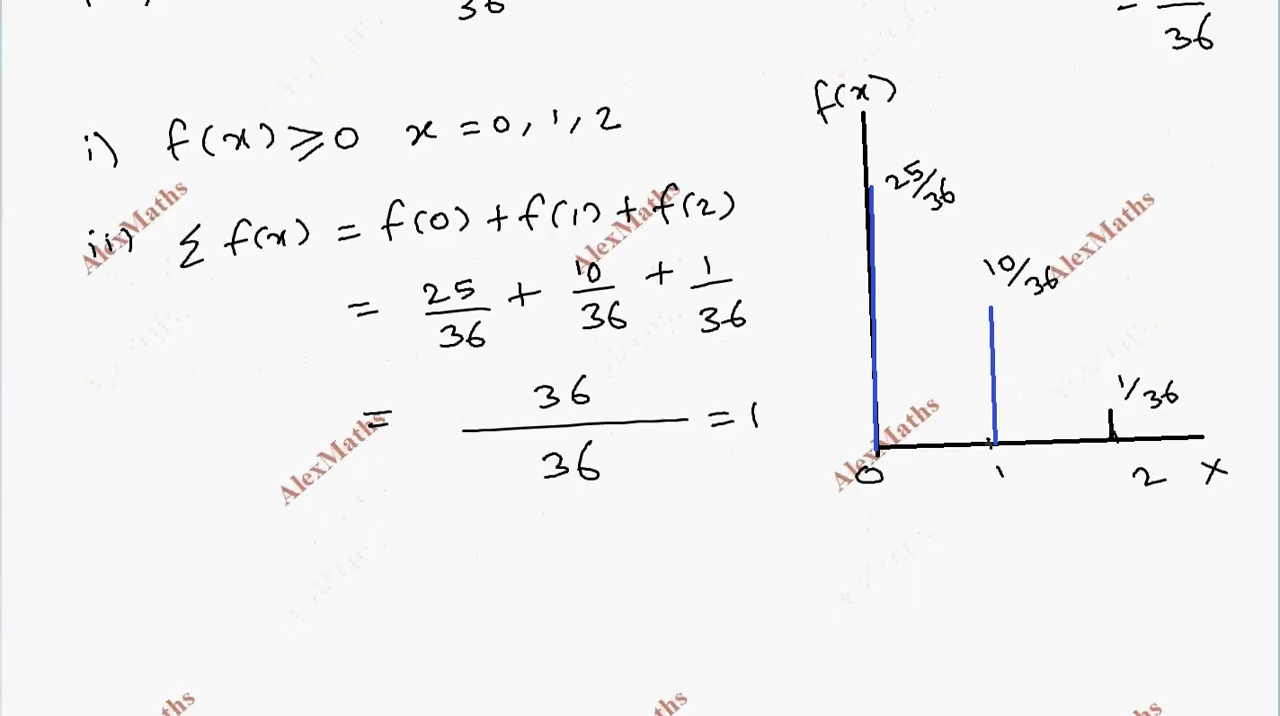 36
36
i) f(x) ≥ 0 x = 0, 1, 2
ii) Σ f(x) = f(0) + f(1) + f(2)
= 25/36 + 10/36 + 1/36
= 36/36 = 1
f(x)
25/36
10/36
1/36
0 1 2 x
AlexMaths
AlexMaths
AlexMaths
AlexMaths
AlexMaths